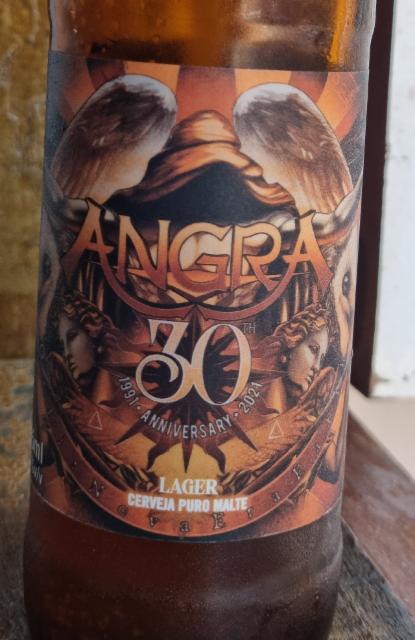 ANGRA
30TH
1991 • ANNIVERSARY • 2021
LAGER
CERVEJA PURO MALTE